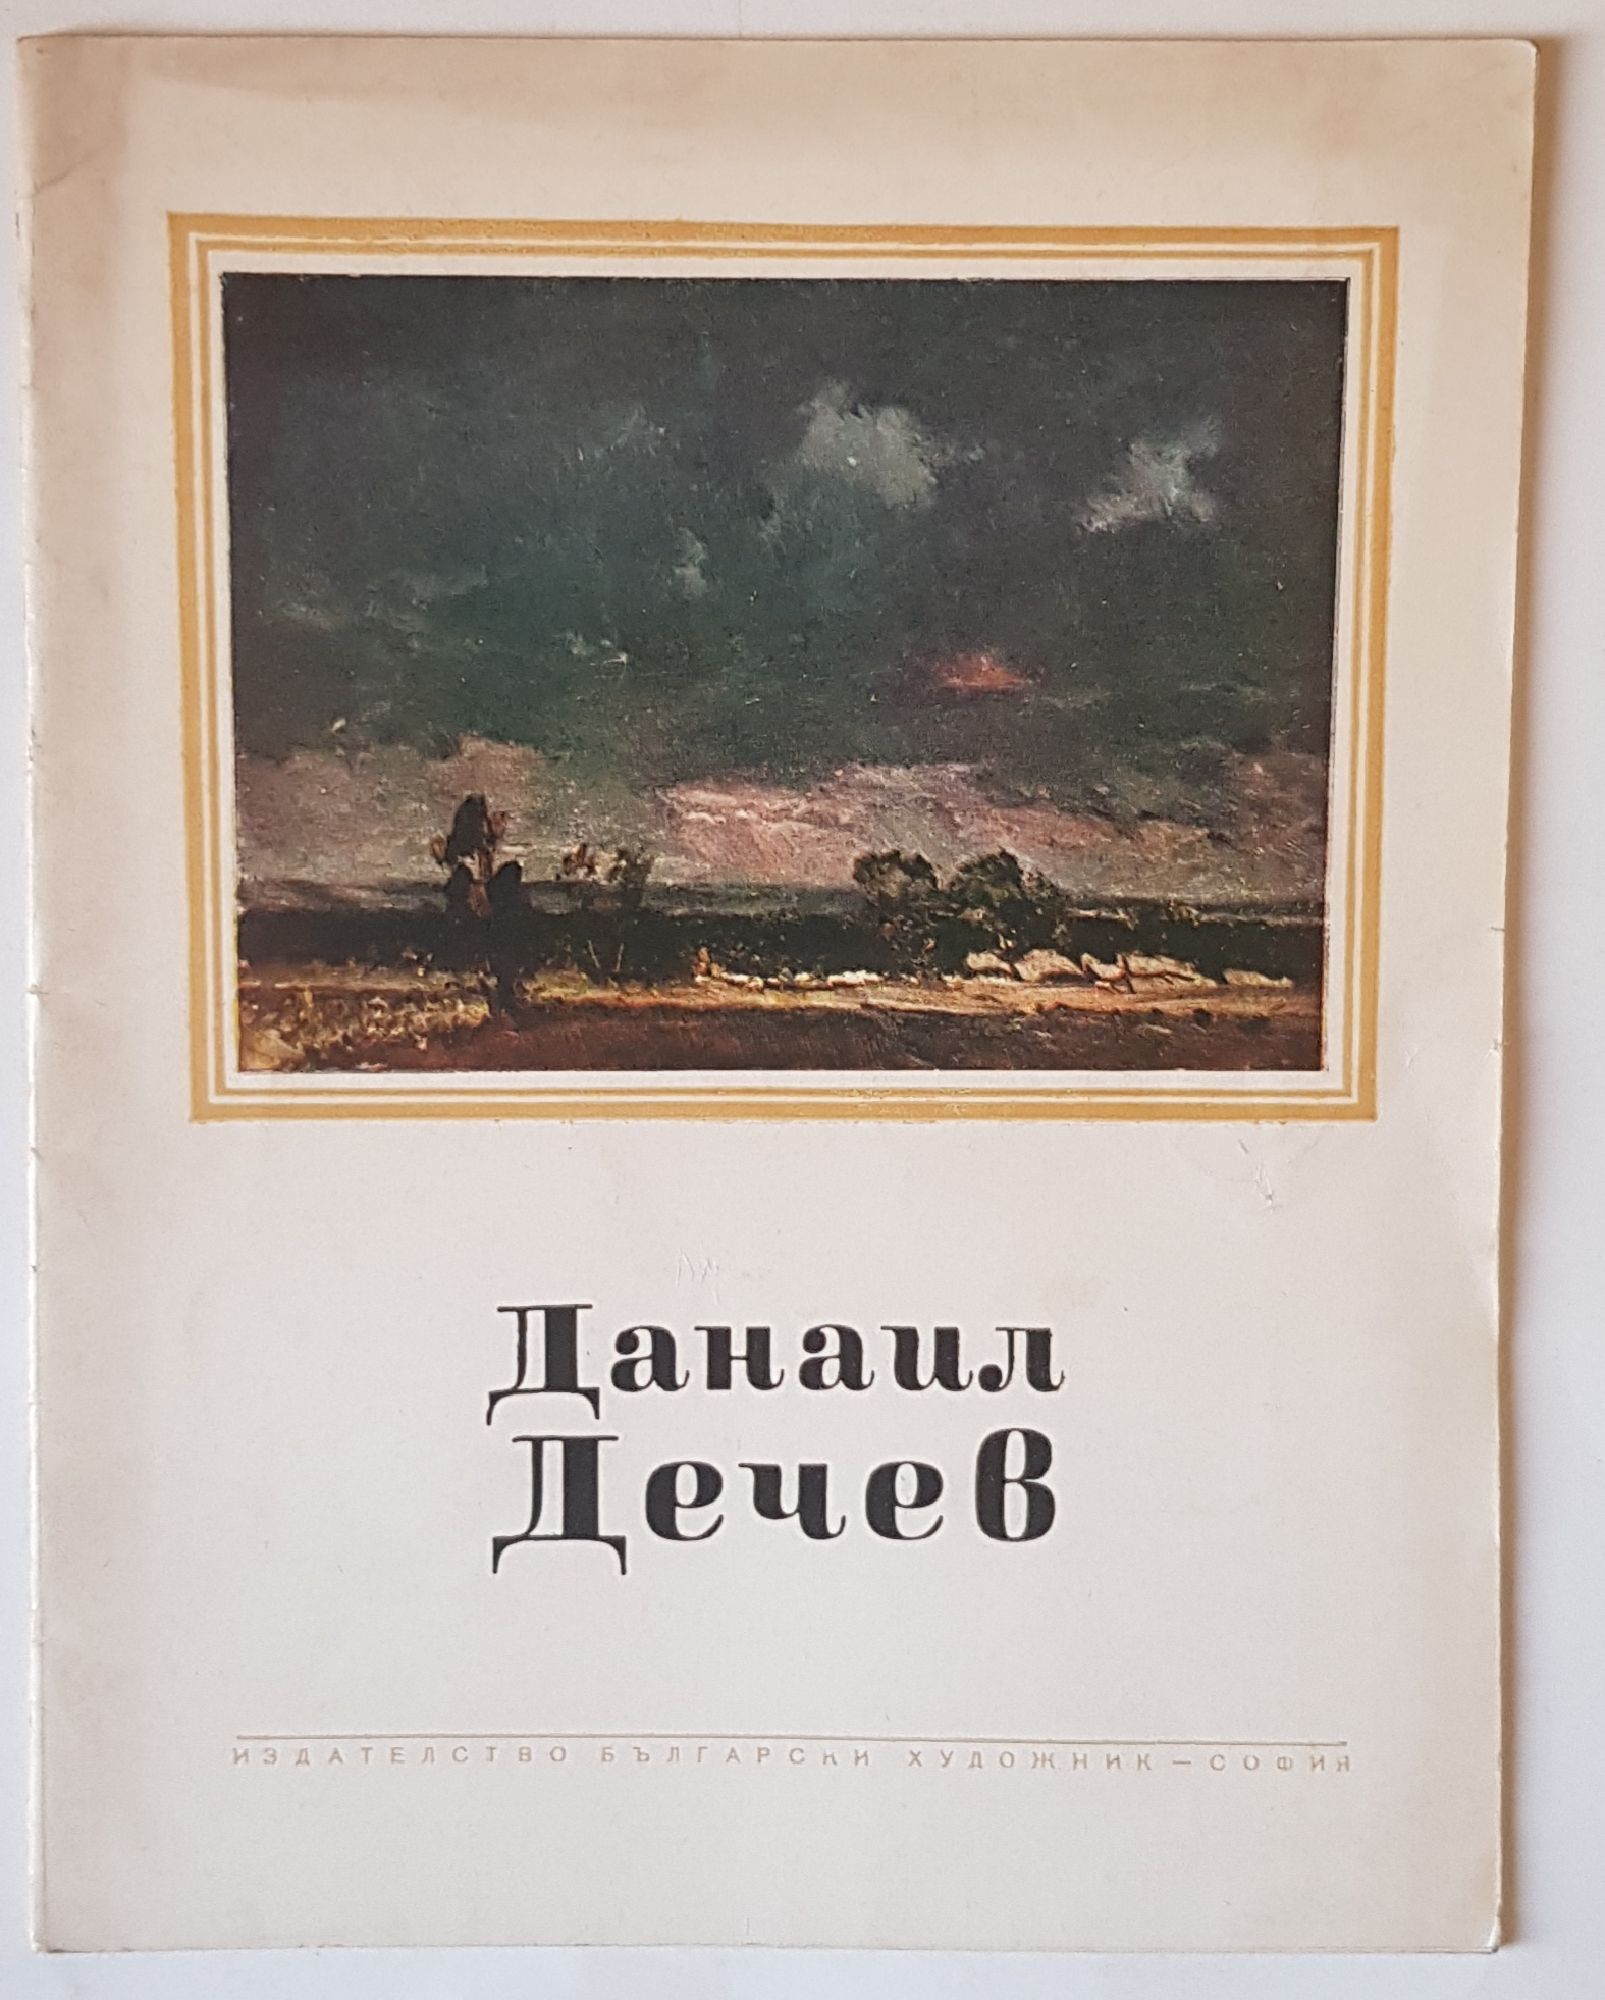 Данаил
Дечев
ИЗДАТЕЛСТВО БЪЛГАРСКИ ХУДОЖНИК — СОФИЯ